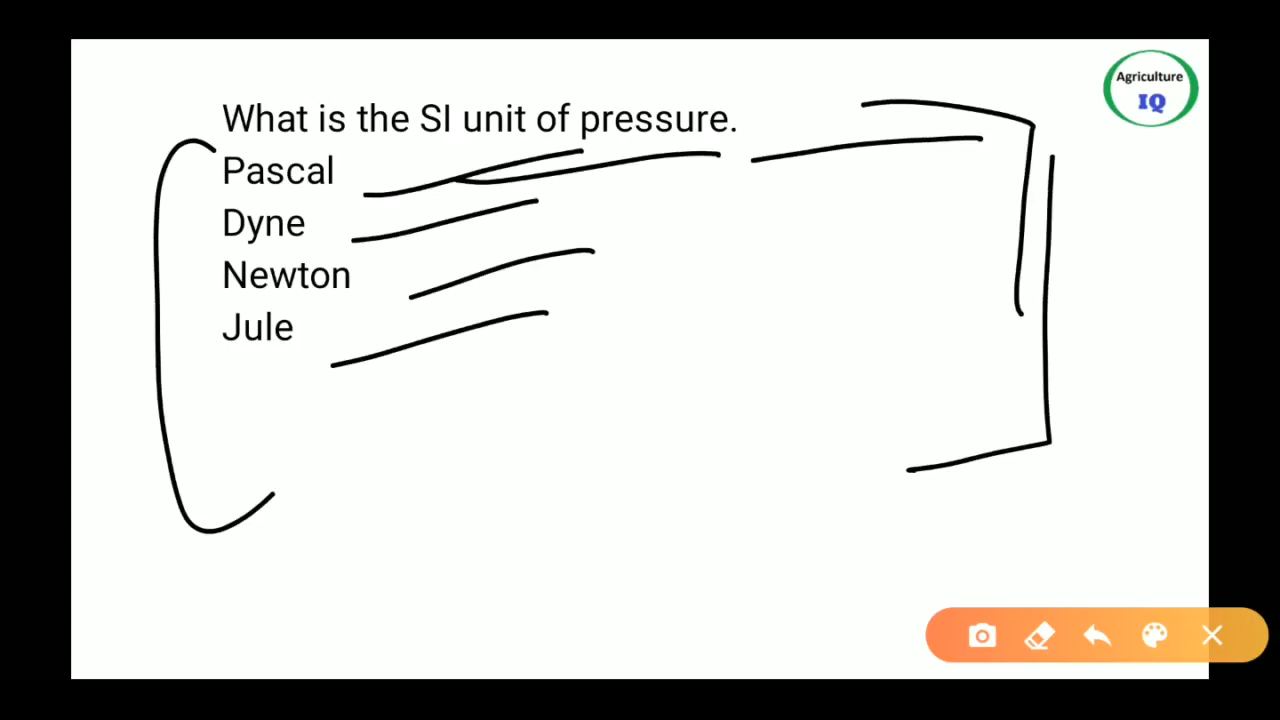 Agriculture
IQ
What is the SI unit of pressure.
Pascal
Dyne
Newton
Jule